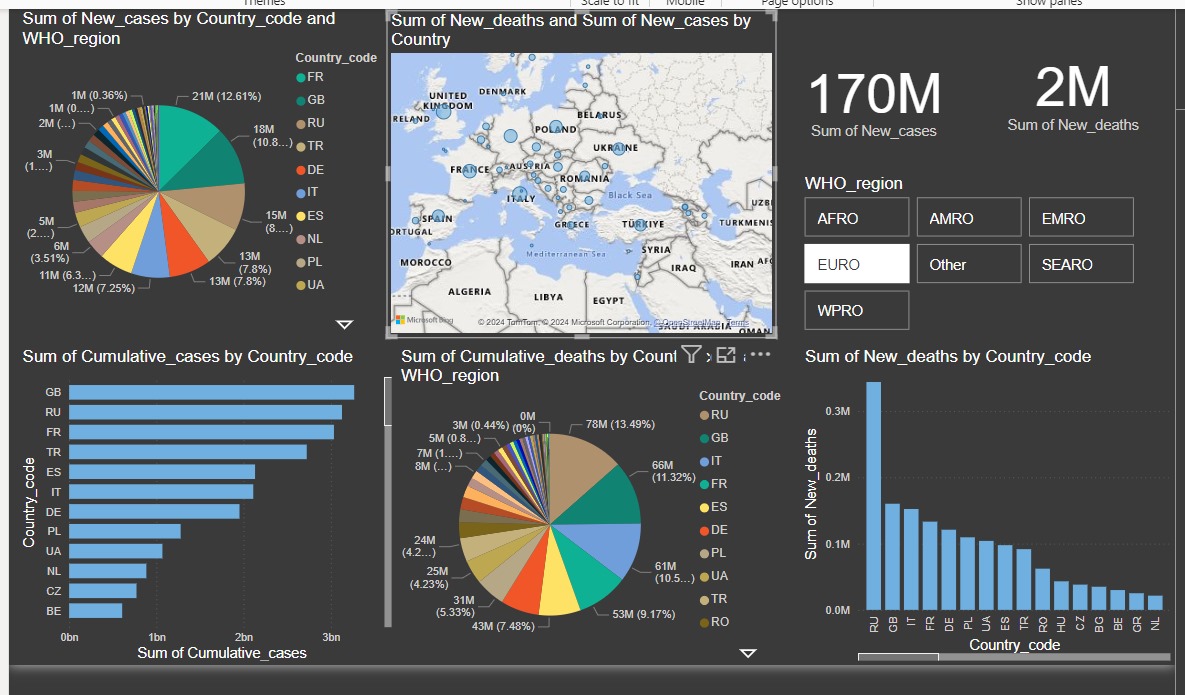 Themes
Scale to fit
Mobile
Page options
Show panes
Sum of New_cases by Country_code and
WHO_region
Country_code
FR
GB
RU
TR
DE
IT
ES
NL
PL
UA
21M (12.61%)
18M
(10.8...)
15M
(8....)
13M
(7.8%)
13M (7.8%)
12M (7.25%)
11M (6.3...)
6M
(3.51%)
5M
(2....)
3M
(1....)
2M (...)
1M (0....)
1M (0.36%)
Sum of New_deaths and Sum of New_cases by
Country
UNITED
KINGDOM
DENMARK
RELAND
BELARUS
POLAND
UKRAINE
FRANCE
AUSTRIA
ROMANIA
ITALY
Black Sea
UZB
SPAIN
GREECE
TÜRKIYE
TURKMENIS
ORTUGAL
Mediterranean Sea
SYRIA
MOROCCO
IRAQ
IRAN
AFG
ALGERIA
LIBYA
EGYPT
SAUDI ARABIA
OMAN
Microsoft Bing
© 2024 TomTom, © 2024 Microsoft Corporation, © OpenStreetMap Terms
170M
Sum of New_cases
2M
Sum of New_deaths
WHO_region
AFRO
AMRO
EMRO
EURO
Other
SEARO
WPRO
Sum of Cumulative_cases by Country_code
Country_code
GB
RU
FR
TR
ES
IT
DE
PL
UA
NL
CZ
BE
0bn
1bn
2bn
3bn
Sum of Cumulative_cases
Sum of Cumulative_deaths by Count
WHO_region
Country_code
RU
GB
IT
FR
ES
DE
PL
UA
TR
RO
78M (13.49%)
66M
(11.32%)
61M
(10.5...)
53M (9.17%)
43M (7.48%)
31M
(5.33%)
25M
(4.23%)
24M
(4.2...)
8M (...)
7M (1....)
5M (0.8...)
3M (0.44%)
0M
(0%)
Sum of New_deaths by Country_code
Sum of New_deaths
0.3M
0.2M
0.1M
0.0M
RU
GB
IT
FR
DE
PL
UA
ES
TR
RO
HU
CZ
BG
BE
GR
NL
Country_code